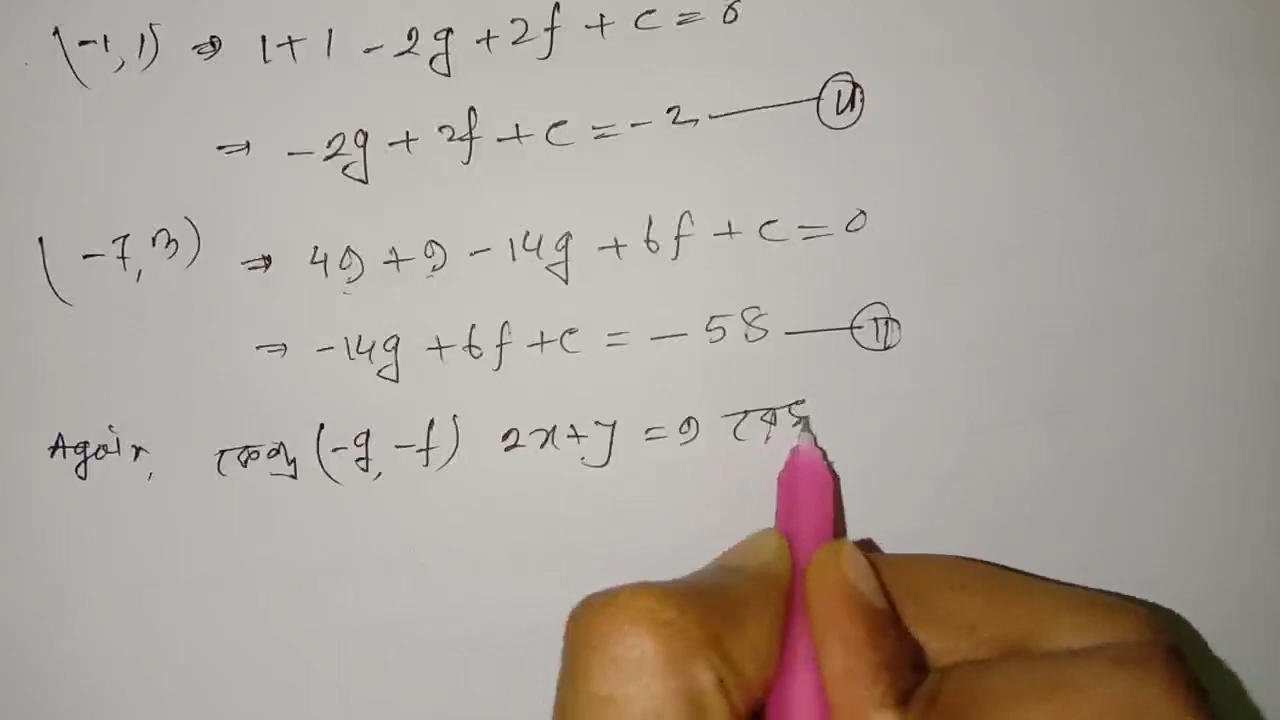 (-1, 1) ⇒ 1+1-2g+2f+c=0
⇒ -2g+2f+c=-2 —— (ii)
(-7, 3) ⇒ 49+9-14g+6f+c=0
⇒ -14g+6f+c=-58 —— (iii)
Again, কেন্দ্র (-g, -f) 2x+y=9